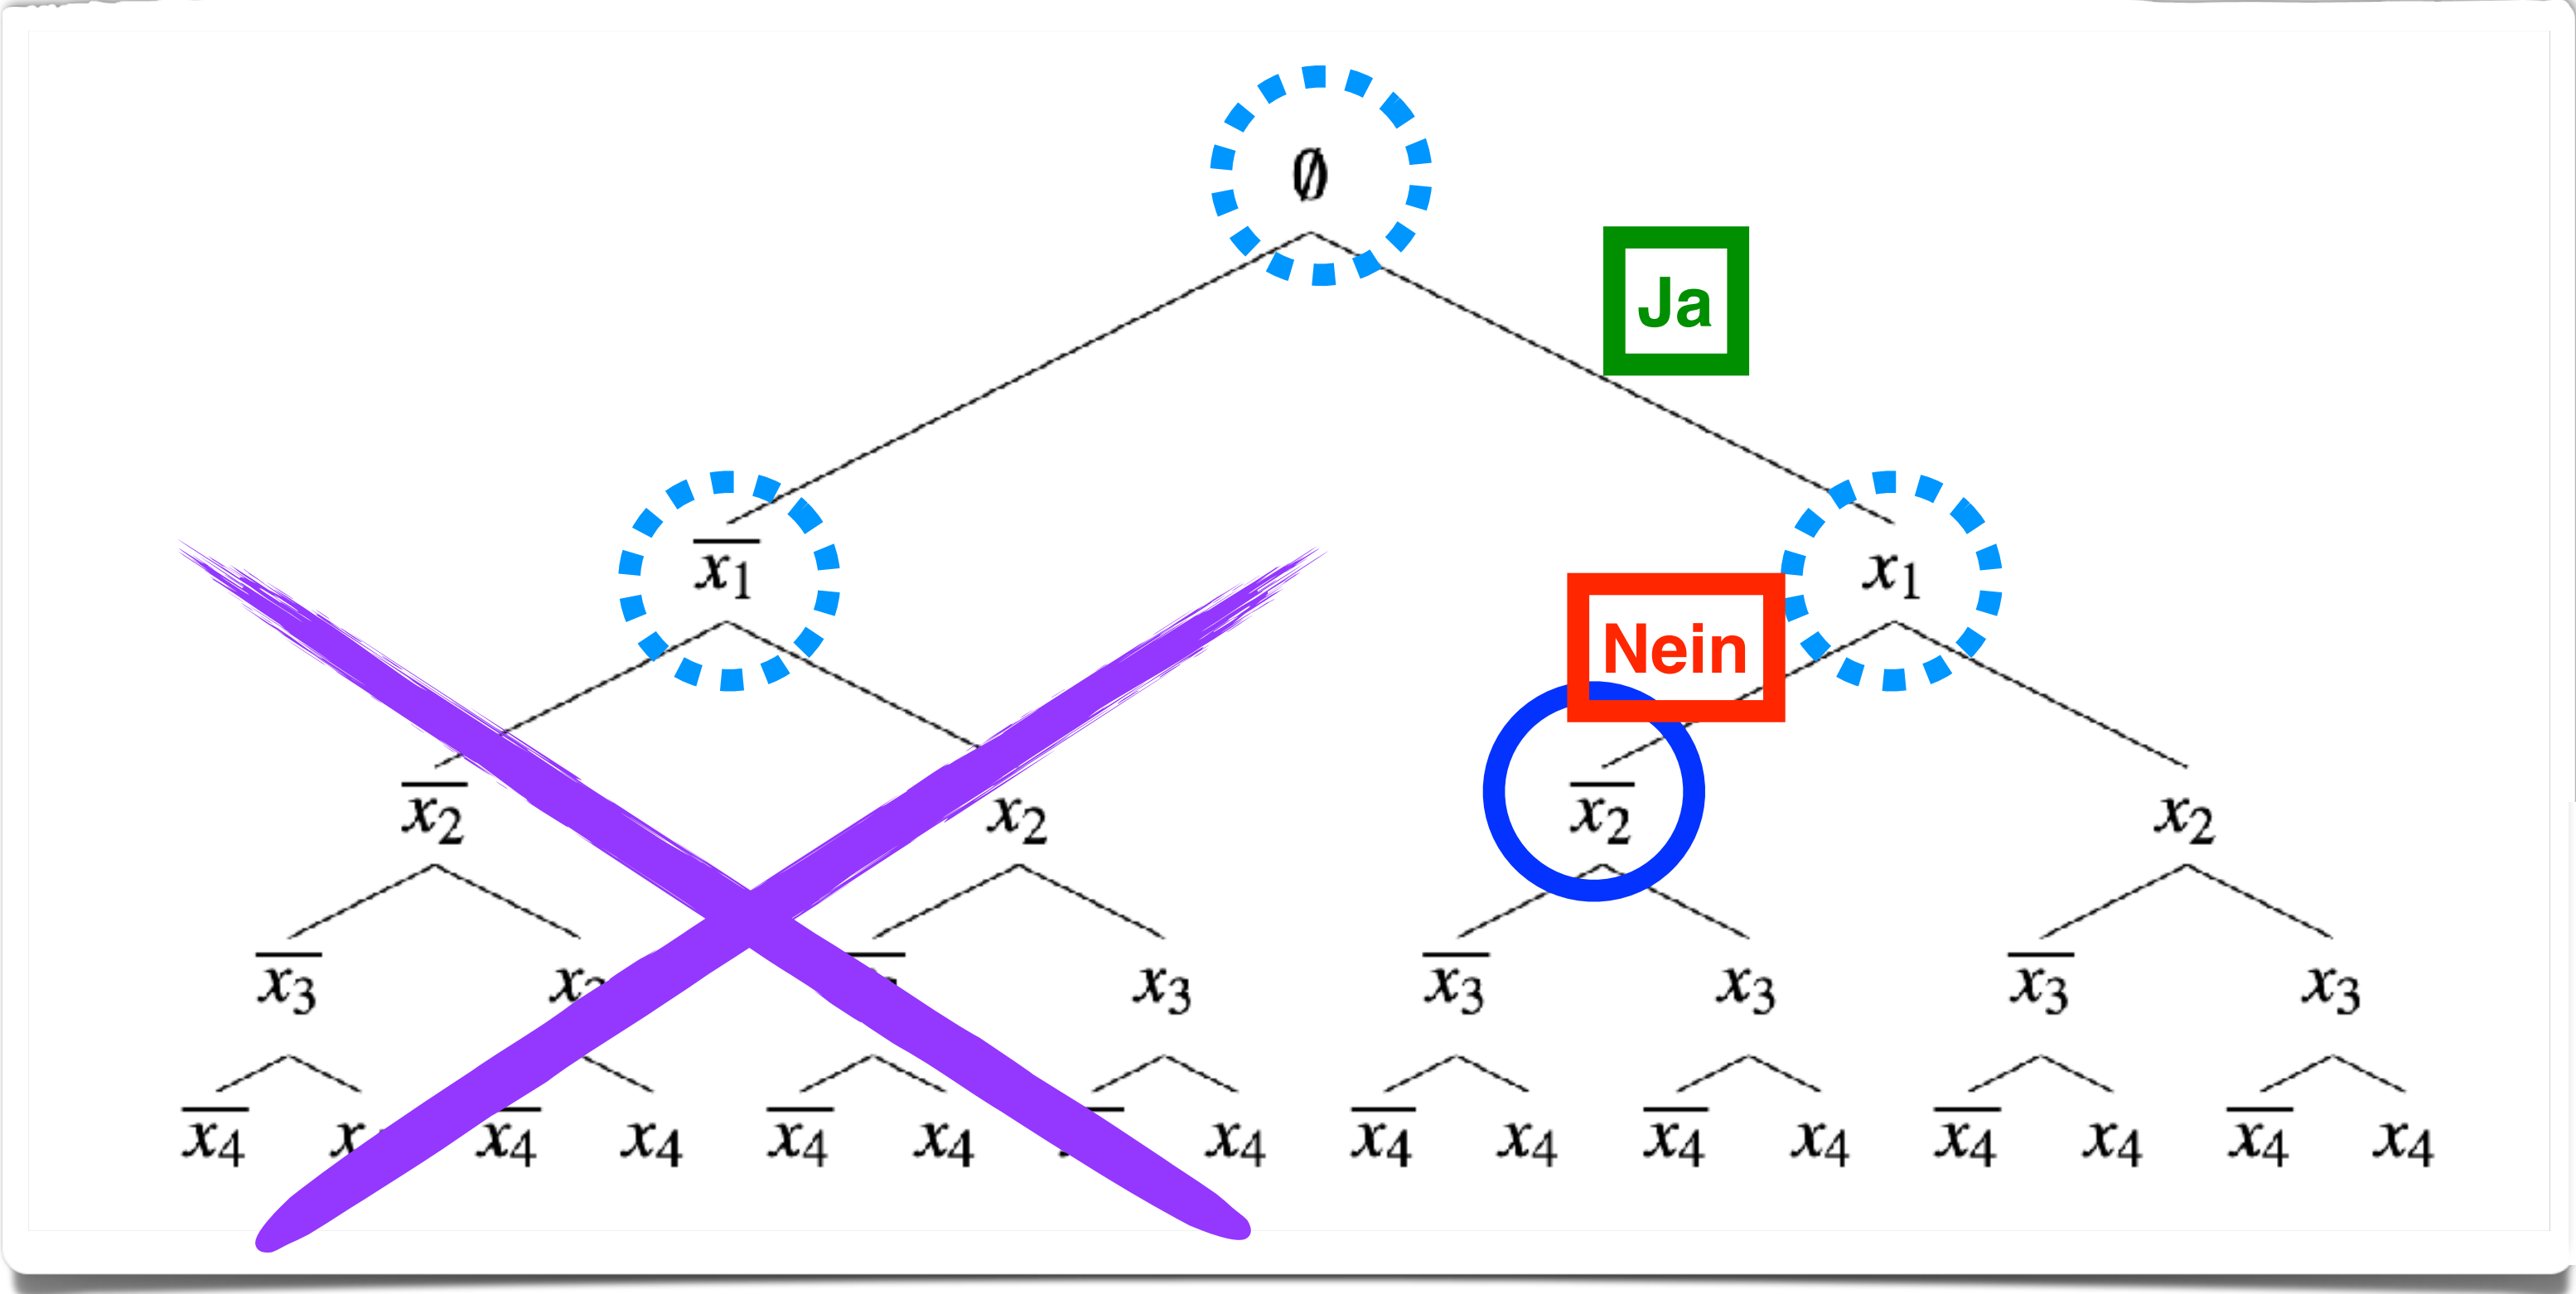 ∅
Ja
x̅₁ x₁
Nein
x̅₂ x₂ x̅₂ x₂
x̅₃ x₃ x₃ x̅₃ x₃ x̅₃ x₃
x̅₄ x̅₄ x₄ x̅₄ x₄ x₄ x̅₄ x₄ x̅₄ x₄ x̅₄ x₄ x̅₄ x₄